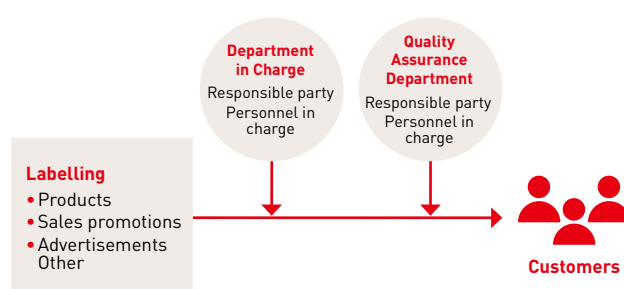 Department
in Charge
Responsible party
Personnel in
charge
Quality
Assurance
Department
Responsible party
Personnel in
charge
Labelling
• Products
• Sales promotions
• Advertisements
Other
Customers